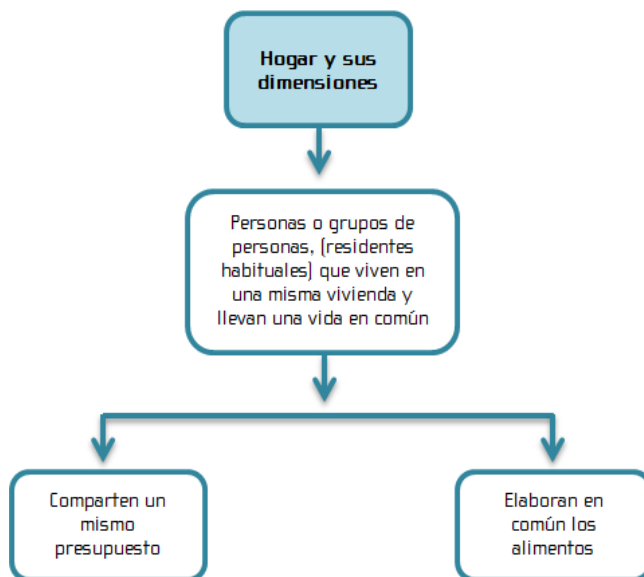 Hogar y sus
dimensiones
Personas o grupos de
personas, (residentes
habituales) que viven en
una misma vivienda y
llevan una vida en común
Comparten un
mismo
presupuesto
Elaboran en
común los
alimentos